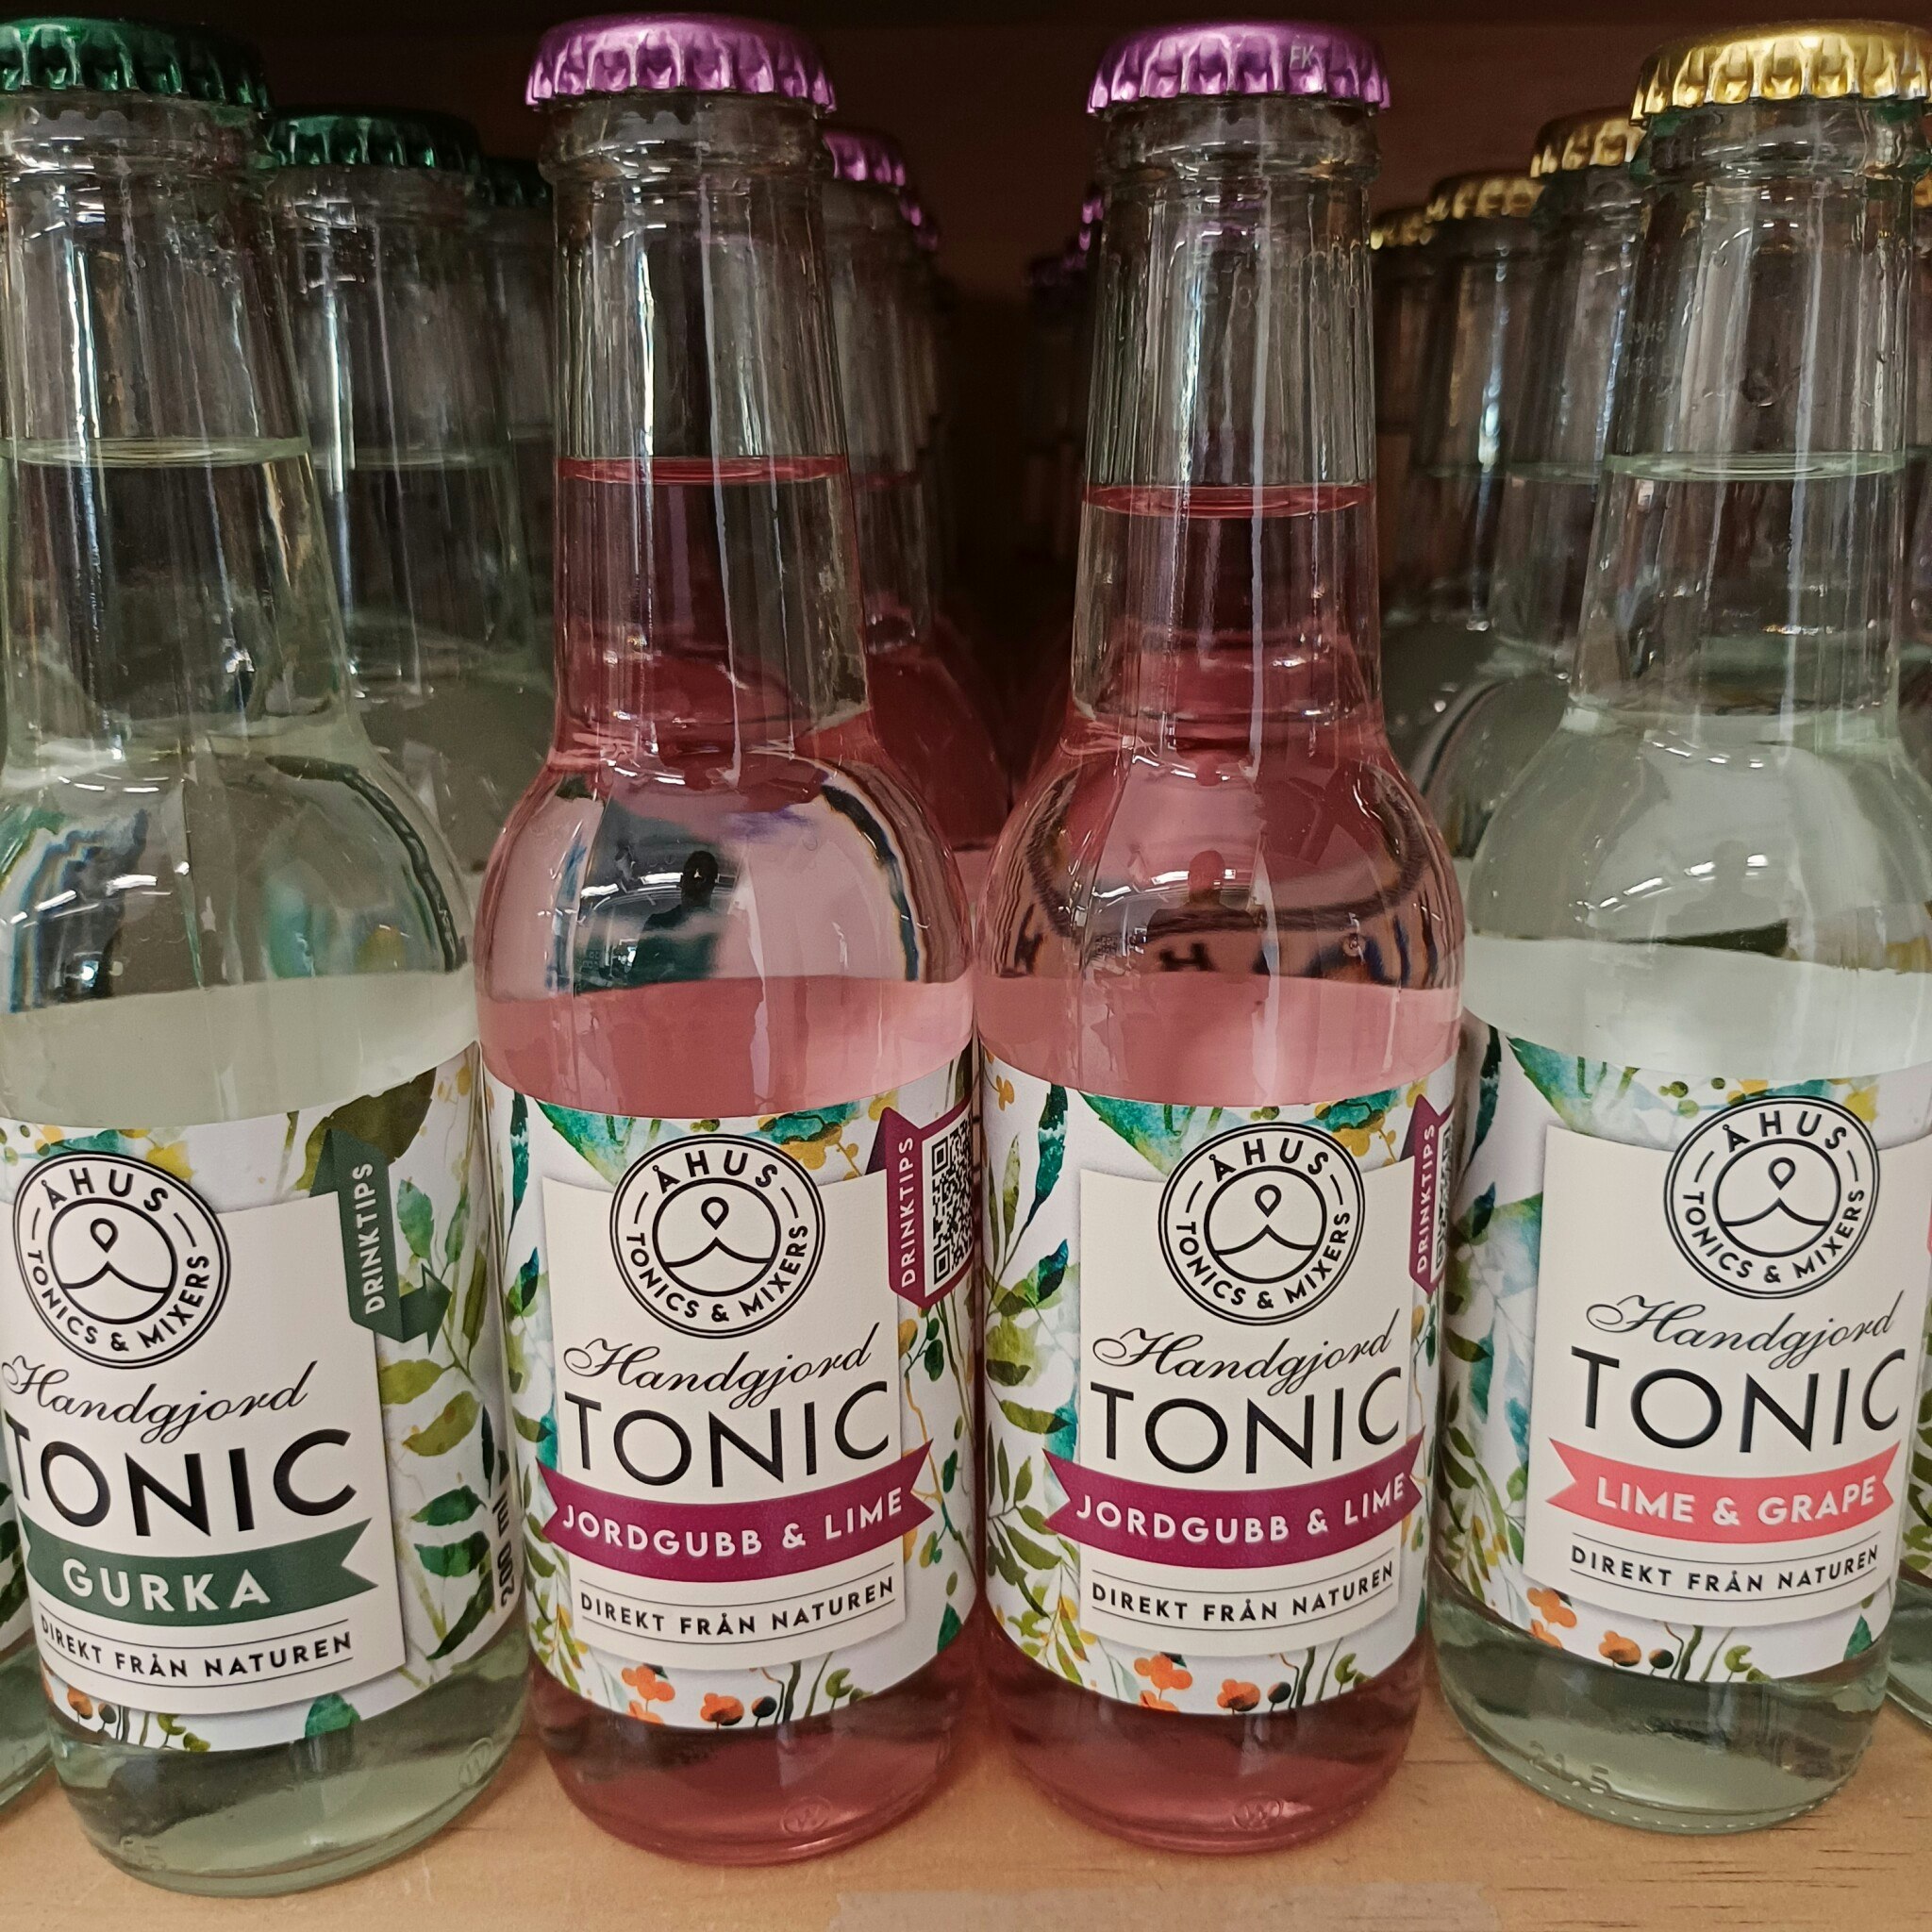 ÅHUS
TONICS & MIXERS
DRINKTIPS
Handgjord
TONIC
GURKA
DIREKT FRÅN NATUREN
200 ml
ÅHUS
TONICS & MIXERS
DRINKTIPS
Handgjord
TONIC
JORDGUBB & LIME
DIREKT FRÅN NATUREN
EK
ÅHUS
TONICS & MIXERS
DRINKTIPS
Handgjord
TONIC
JORDGUBB & LIME
DIREKT FRÅN NATUREN
ÅHUS
TONICS & MIXERS
Handgjord
TONIC
LIME & GRAPE
DIREKT FRÅN NATUREN